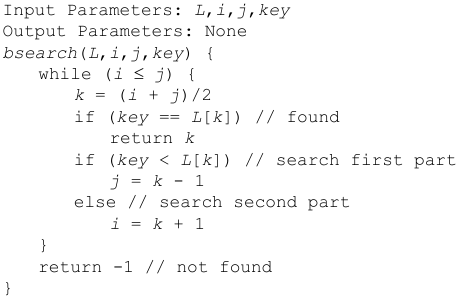 Input Parameters: L,i,j,key
Output Parameters: None
bsearch(L,i,j,key) {
    while (i ≤ j) {
        k = (i + j)/2
        if (key == L[k]) // found
            return k
        if (key < L[k]) // search first part
            j = k - 1
        else // search second part
            i = k + 1
    }
    return -1 // not found
}